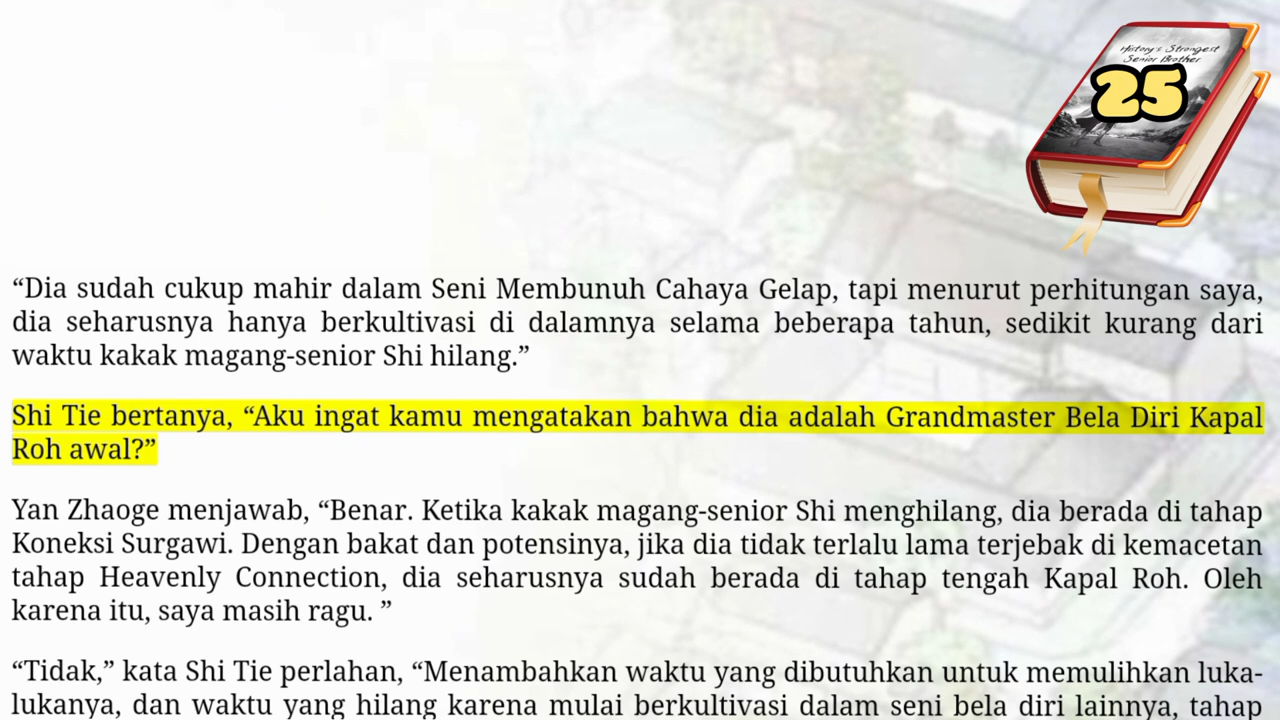 History's Strongest
Senior Brother
25
“Dia sudah cukup mahir dalam Seni Membunuh Cahaya Gelap, tapi menurut perhitungan saya,
dia seharusnya hanya berkultivasi di dalamnya selama beberapa tahun, sedikit kurang dari
waktu kakak magang-senior Shi hilang.”
Shi Tie bertanya, “Aku ingat kamu mengatakan bahwa dia adalah Grandmaster Bela Diri Kapal
Roh awal?”
Yan Zhaoge menjawab, “Benar. Ketika kakak magang-senior Shi menghilang, dia berada di tahap
Koneksi Surgawi. Dengan bakat dan potensinya, jika dia tidak terlalu lama terjebak di kemacetan
tahap Heavenly Connection, dia seharusnya sudah berada di tahap tengah Kapal Roh. Oleh
karena itu, saya masih ragu. ”
“Tidak,” kata Shi Tie perlahan, “Menambahkan waktu yang dibutuhkan untuk memulihkan luka-
lukanya, dan waktu yang hilang karena mulai berkultivasi dalam seni bela diri lainnya, tahap